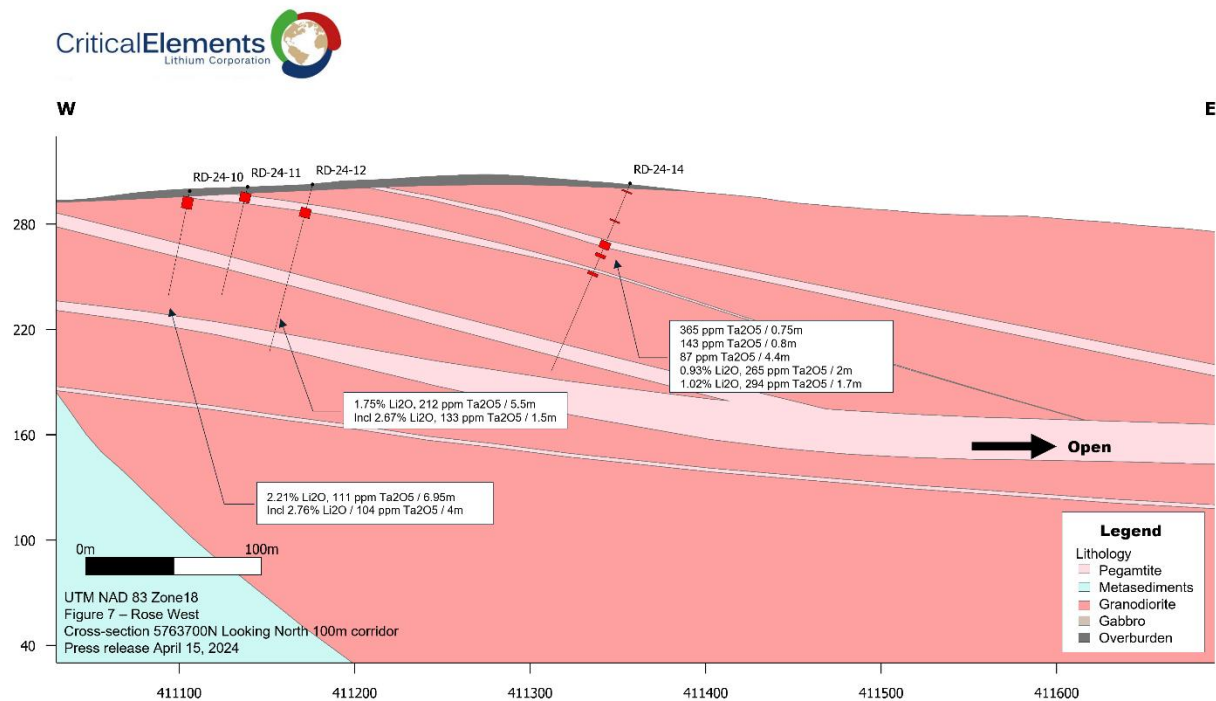 CriticalElements
Lithium Corporation
W
E
RD-24-10
RD-24-11
RD-24-12
RD-24-14
280
220
160
100
40
365 ppm Ta2O5 / 0.75m
143 ppm Ta2O5 / 0.8m
87 ppm Ta2O5 / 4.4m
0.93% Li2O, 265 ppm Ta2O5 / 2m
1.02% Li2O, 294 ppm Ta2O5 / 1.7m
1.75% Li2O, 212 ppm Ta2O5 / 5.5m
Incl 2.67% Li2O, 133 ppm Ta2O5 / 1.5m
Open
2.21% Li2O, 111 ppm Ta2O5 / 6.95m
Incl 2.76% Li2O / 104 ppm Ta2O5 / 4m
0m
100m
UTM NAD 83 Zone18
Figure 7 – Rose West
Cross-section 5763700N Looking North 100m corridor
Press release April 15, 2024
Legend
Lithology
Pegamtite
Metasediments
Granodiorite
Gabbro
Overburden
411100
411200
411300
411400
411500
411600